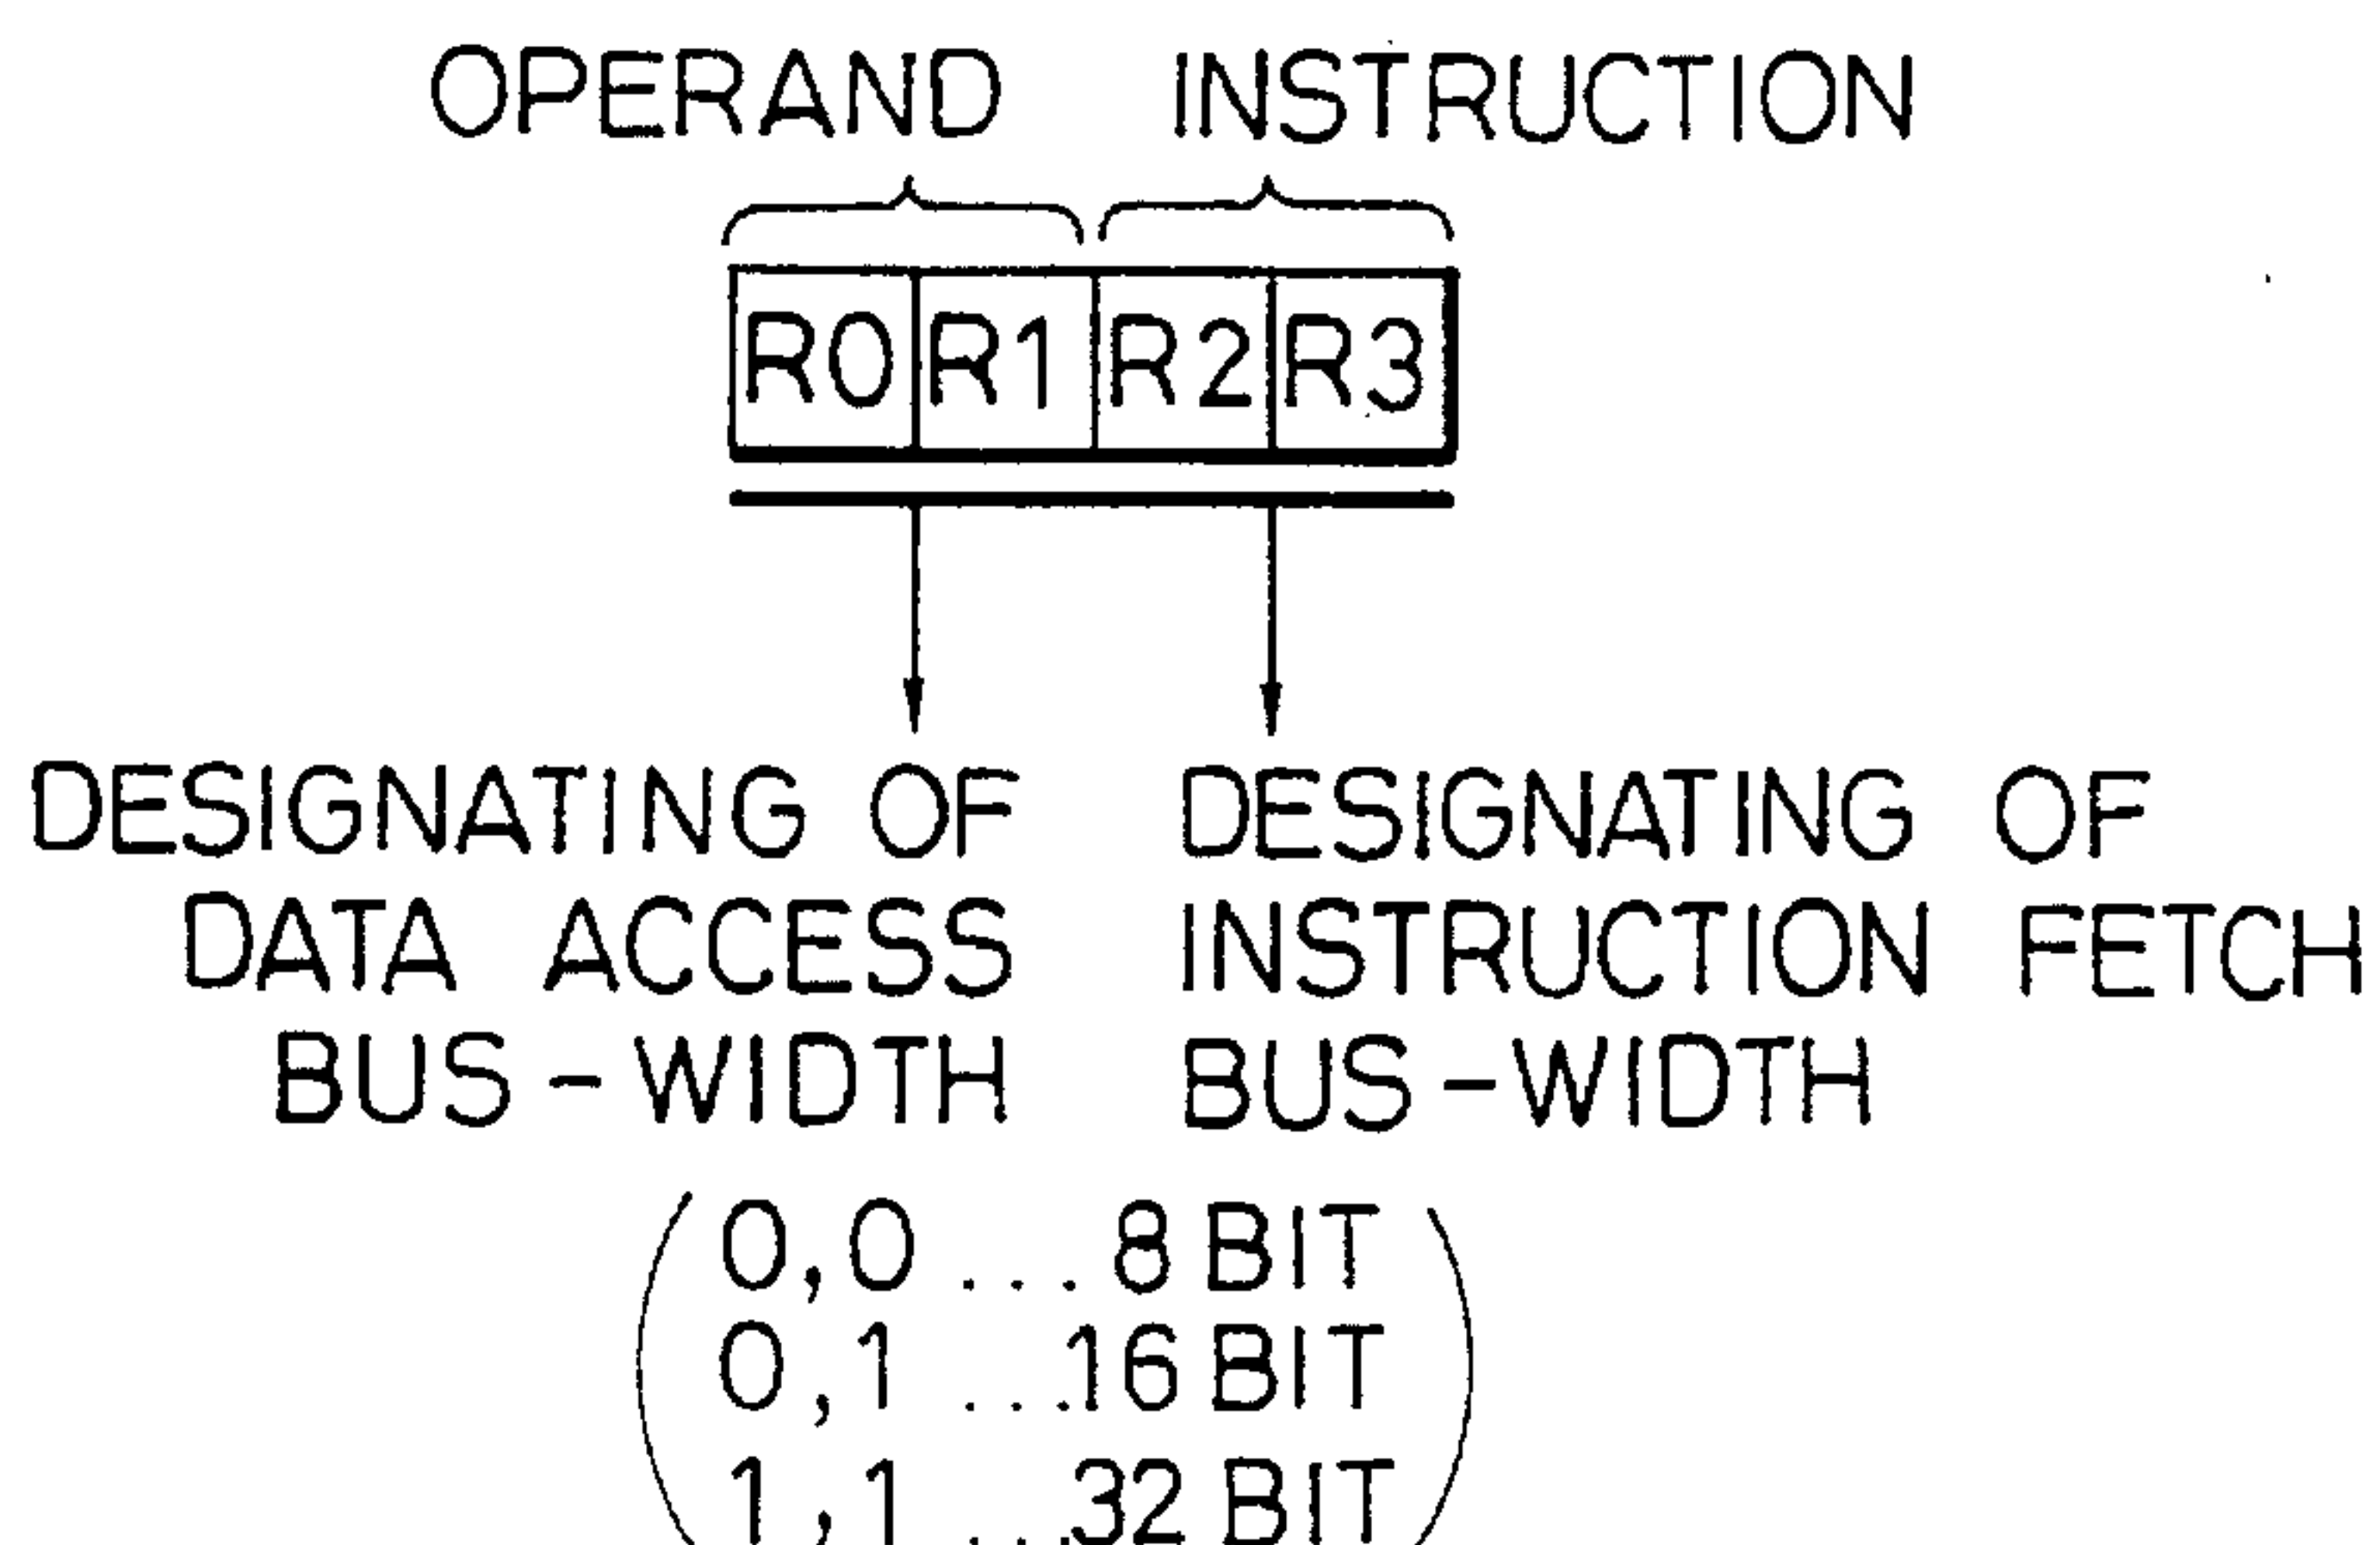 OPERAND INSTRUCTION
R0 R1 R2 R3
DESIGNATING OF
DATA ACCESS
BUS-WIDTH
DESIGNATING OF
INSTRUCTION FETCH
BUS-WIDTH
0,0 ...8 BIT
0,1 ...16 BIT
1,1 ...32 BIT